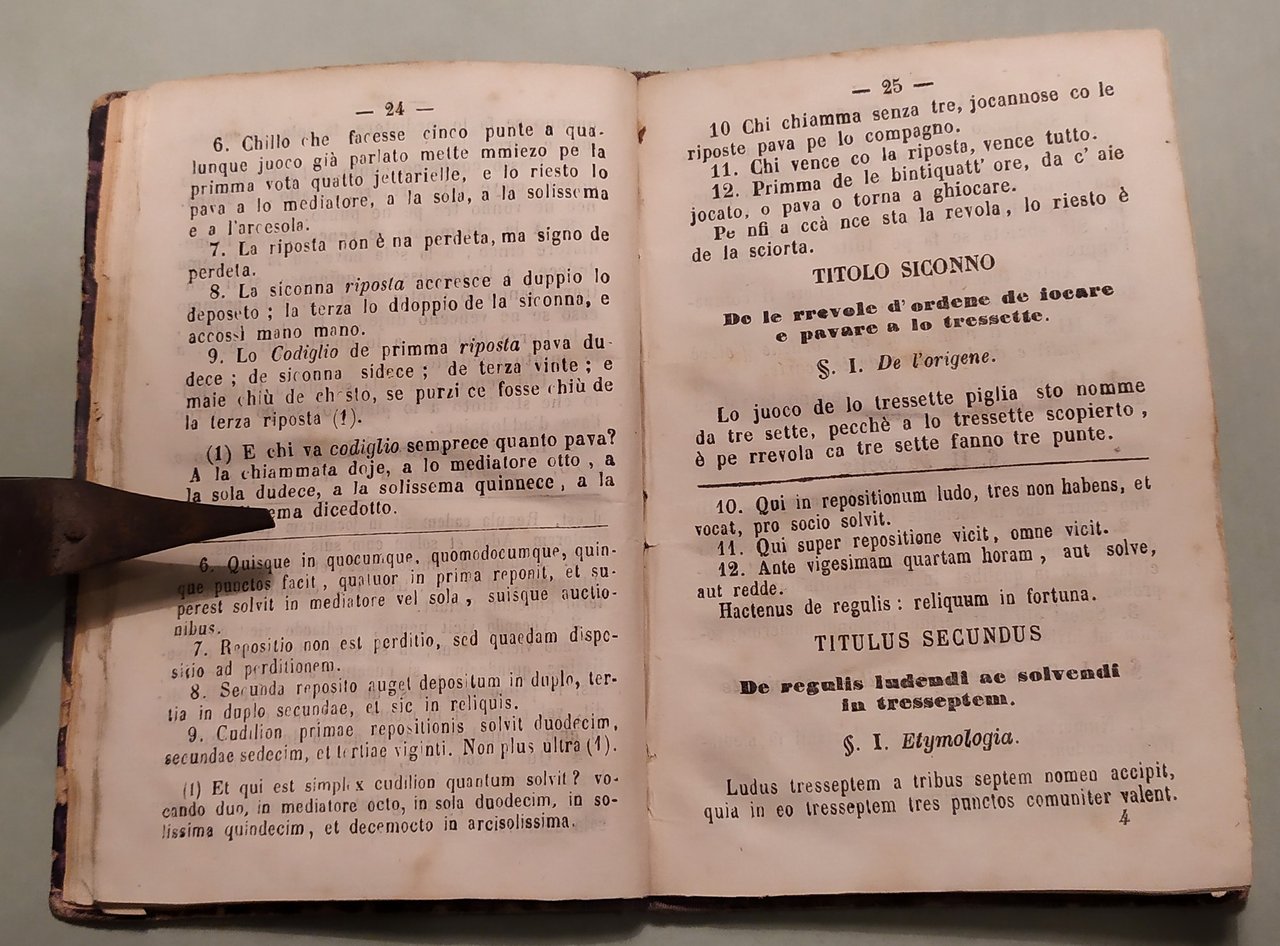 — 24 —
6. Chillo che facesse cinco punte a qua-
lunque juoco già parlato mette mmiezo pe la
primma vota quatto jettarielle, e lo riesto lo
pava a lo mediatore, a la sola, a la solissema
e a l'arcesola.
7. La riposta non è na perdeta, ma signo de
perdeta.
8. La siconna riposta accresce a duppio lo
deposeto ; la terza lo ddoppio de la siconna, e
accossì mano mano.
9. Lo Codiglio de primma riposta pava du-
dece ; de siconna sidece ; de terza vinte ; e
maie chiù de chesto, se purzì ce fosse chiù de
la terza riposta (1).
(1) E chi va codiglio semprece quanto pava?
A la chiammata doje, a lo mediatore otto , a
la sola dudece, a la solissema quinnece , a la
ema dicedotto.
6. Quisque in quocumque, quomodocumque, quin-
que punctos facit , quatuor in prima reponit, et su-
perest solvit in mediatore vel sola , suisque auctio-
nibus.
7. Repositio non est perditio, sed quaedam dispo-
sitio ad perditionem.
8. Secunda reposito auget depositum in duplo, ter-
tia in duplo secundae, et sic in reliquis.
9. Cudilion primae repositionis solvit duodecim,
secundae sedecim, et tertiae viginti. Non plus ultra (1).
(1) Et qui est simplex cudilion quantum solvit ? vo-
cando duo, in mediatore octo, in sola duodecim, in so-
lissima quindecim , et decemocto in arcisolissima.
— 25 —
10 Chi chiamma senza tre, jocannose co le
riposte pava pe lo compagno.
11. Chi vence co la riposta, vence tutto.
12. Primma de le bintiquatt' ore, da c' aie
jocato, o pava o torna a ghiocare.
Pe nfi a ccà nce sta la revola , lo riesto è
de la sciorta.
TITOLO SICONNO
De le rrevole d'ordene de iocare
e pavare a lo tressette.
§. I. De l'origene.
Lo juoco de lo tressette piglia sto nomme
da tre sette, pecchè a lo tressette scopierto ,
è pe rrevola ca tre sette fanno tre punte.
10. Qui in repositionum ludo, tres non habens, et
vocat, pro socio solvit.
11. Qui super repositione vicit , omne vicit.
12. Ante vigesimam quartam horam , aut solve,
aut redde.
Hactenus de regulis : reliquum in fortuna.
TITULUS SECUNDUS
De regulis ludendi ac solvendi
in tresseptem.
§. I. Etymologia.
Ludus tresseptem a tribus septem nomen accipit,
quia in eo tresseptem tres punctos comuniter valent.
4